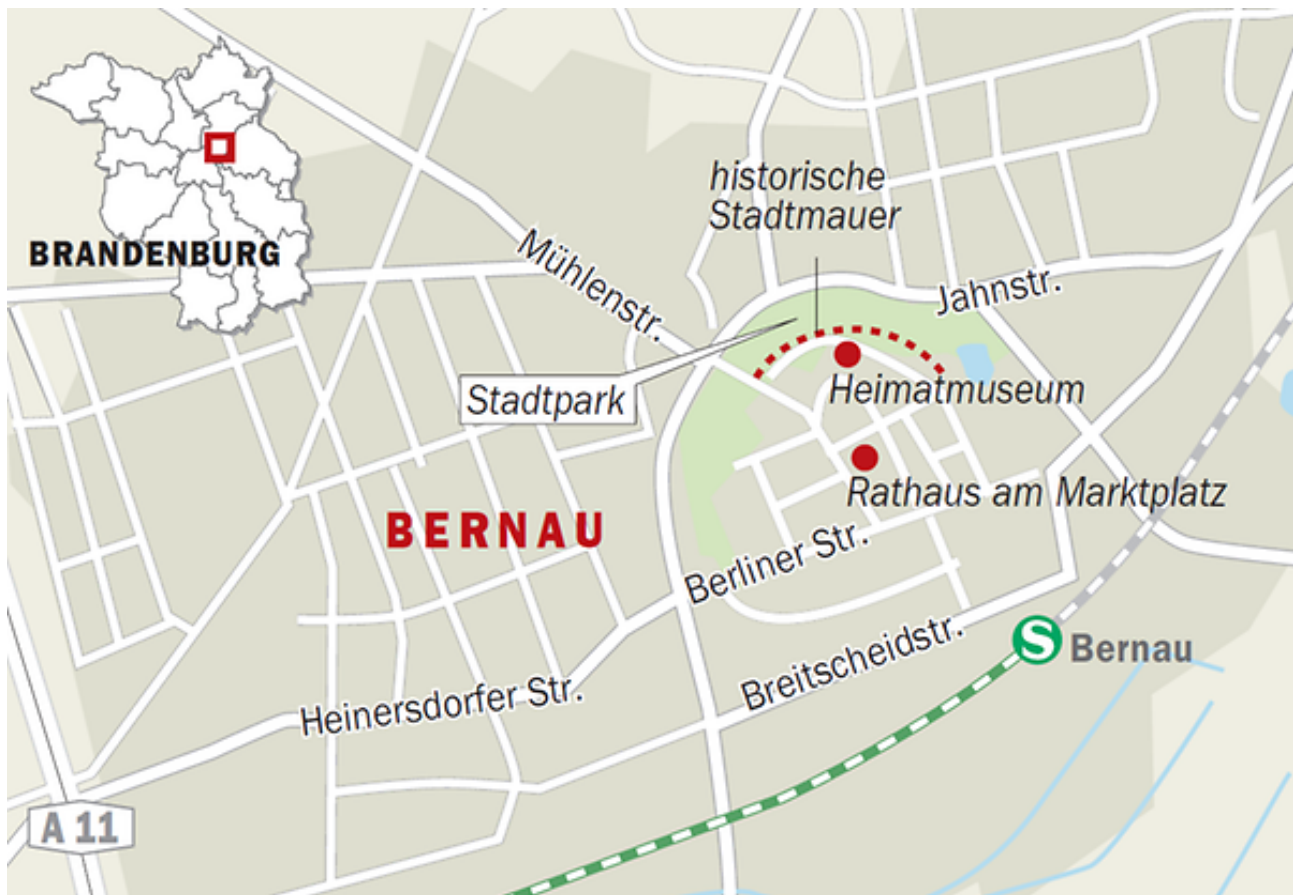 historische
Stadtmauer
BRANDENBURG
Mühlenstr.
Jahnstr.
Stadtpark
Heimatmuseum
Rathaus am Marktplatz
BERNAU
Berliner Str.
Breitscheidstr.
S Bernau
Heinersdorfer Str.
A 11